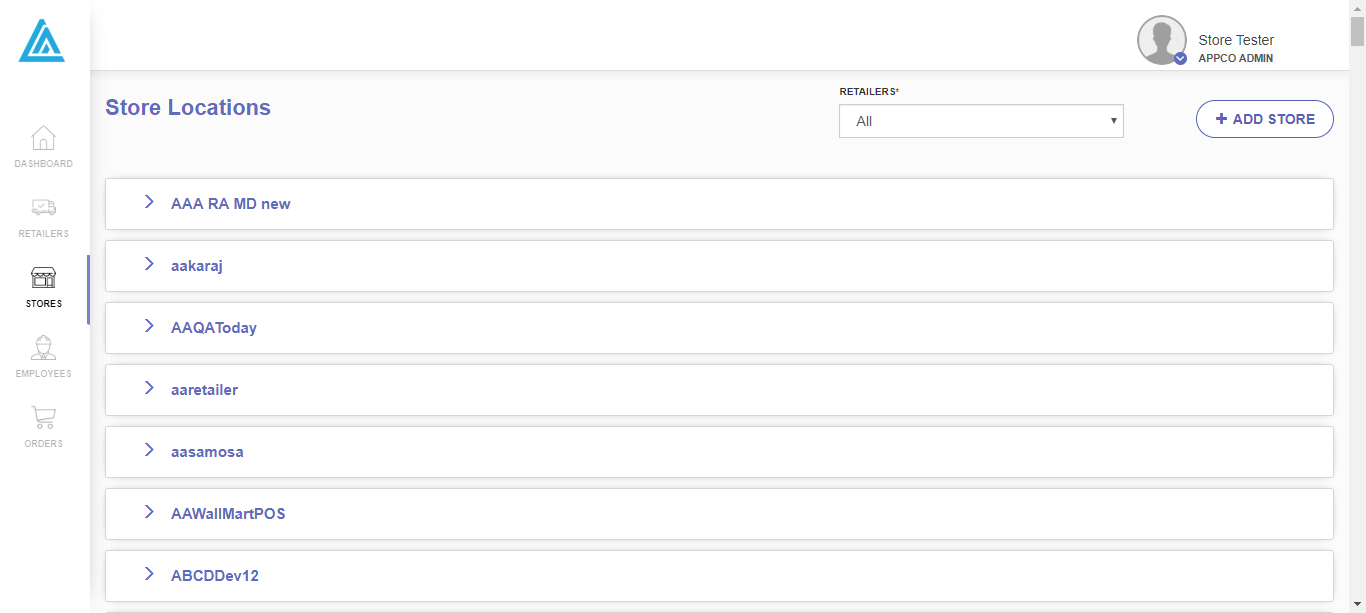 Store Tester
APPCO ADMIN
Store Locations
RETAILERS*
All
+ ADD STORE
DASHBOARD
RETAILERS
STORES
EMPLOYEES
ORDERS
AAA RA MD new
aakaraj
AAQAToday
aaretailer
aasamosa
AAWallMartPOS
ABCDDev12